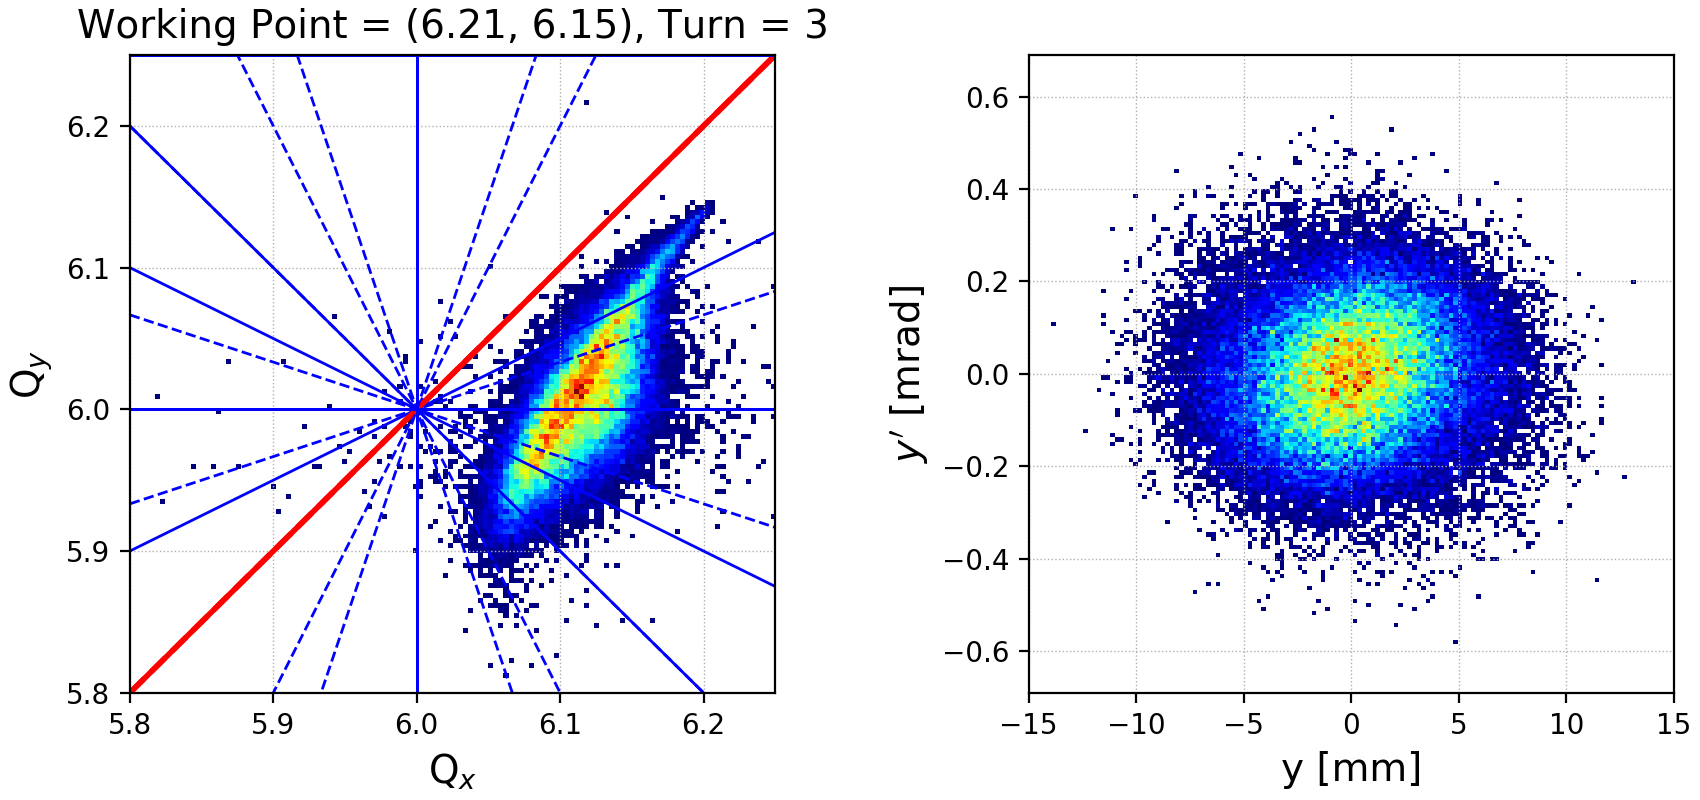 Working Point = (6.21, 6.15), Turn = 3
6.2
6.1
6.0
5.9
5.8
Q_y
5.8 5.9 6.0 6.1 6.2
Q_x
0.6
0.4
0.2
0.0
−0.2
−0.4
−0.6
y′ [mrad]
−15 −10 −5 0 5 10 15
y [mm]